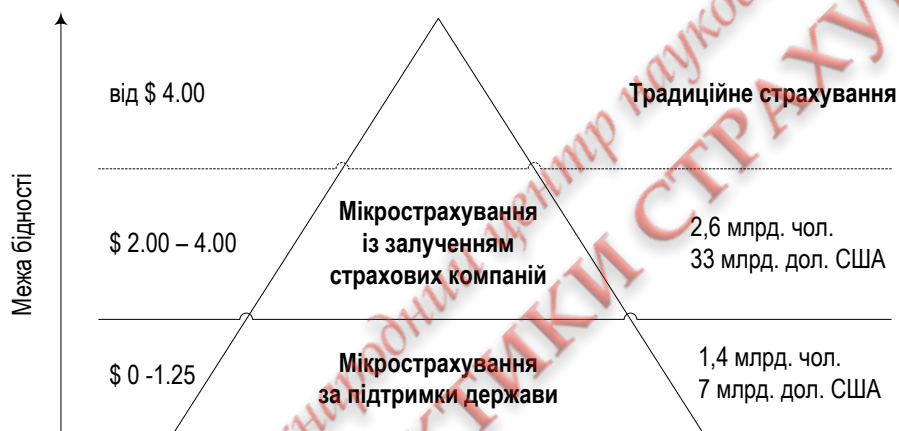 від $ 4.00
Традиційне страхування
Межа бідності
$ 2.00 – 4.00
Мікрострахування
із залученням
страхових компаній
2,6 млрд. чол.
33 млрд. дол. США
$ 0 -1.25
Мікрострахування
за підтримки держави
1,4 млрд. чол.
7 млрд. дол. США
центр